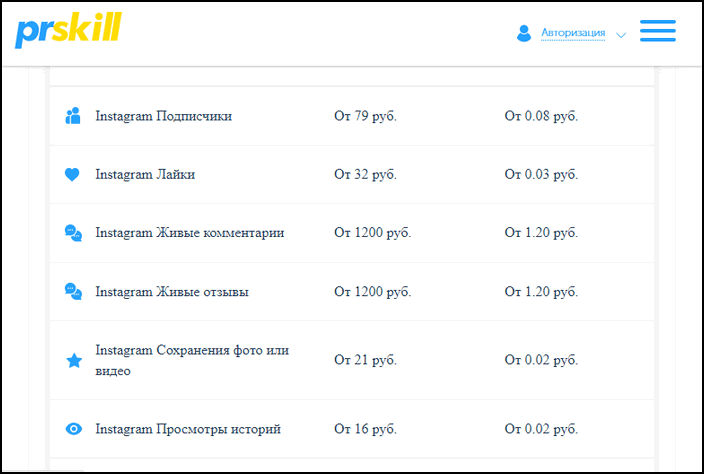 prskill
Авторизация
Instagram Подписчики От 79 руб. От 0.08 руб.
Instagram Лайки От 32 руб. От 0.03 руб.
Instagram Живые комментарии От 1200 руб. От 1.20 руб.
Instagram Живые отзывы От 1200 руб. От 1.20 руб.
Instagram Сохранения фото или
видео От 21 руб. От 0.02 руб.
Instagram Просмотры историй От 16 руб. От 0.02 руб.